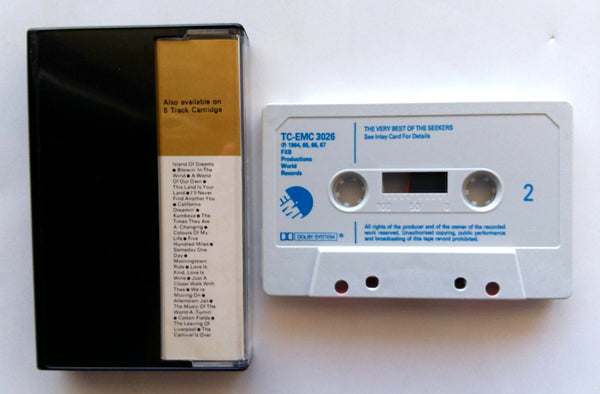 Also available on
8 Track Cartridge
Island Of Dreams
● Blowin' In The
Wind ● A World
Of Our Own ●
This Land Is Your
Land ● I'll Never
Find Another You
● California
Dreamin' ●
Kumbaya ● The
Times They Are
A-Changing ●
Colours Of My
Life ● Five
Hundred Miles ●
Someday One
Day ●
Morningtown
Ride ● Love Is
Kind, Love Is
Wine ● Just A
Closer Walk With
Thee ● We're
Moving On ●
Allentown Jail ●
The Music Of The
World A-Turnin'
● Cotton Fields ●
The Leaving Of
Liverpool ● The
Carnival Is Over
TC-EMC 3026
℗ 1964, 65, 66, 67
FXB
Productions
World
Records
EMI
DOLBY SYSTEM ®
THE VERY BEST OF THE SEEKERS
See Inlay Card For Details
100 50 0
2
All rights of the producer and of the owner of the recorded
work reserved. Unauthorised copying, public performance
and broadcasting of this tape record prohibited.